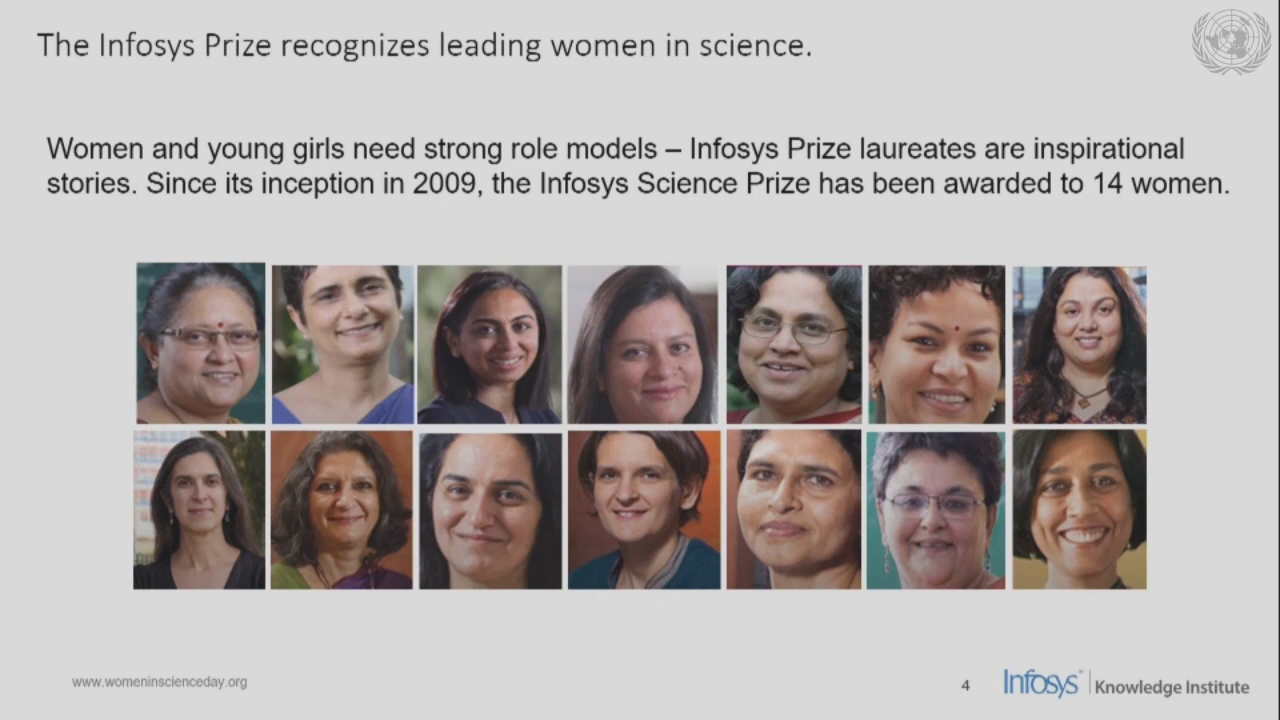 The Infosys Prize recognizes leading women in science.
Women and young girls need strong role models – Infosys Prize laureates are inspirational
stories. Since its inception in 2009, the Infosys Science Prize has been awarded to 14 women.
www.womeninscienceday.org
4
Infosys® | Knowledge Institute